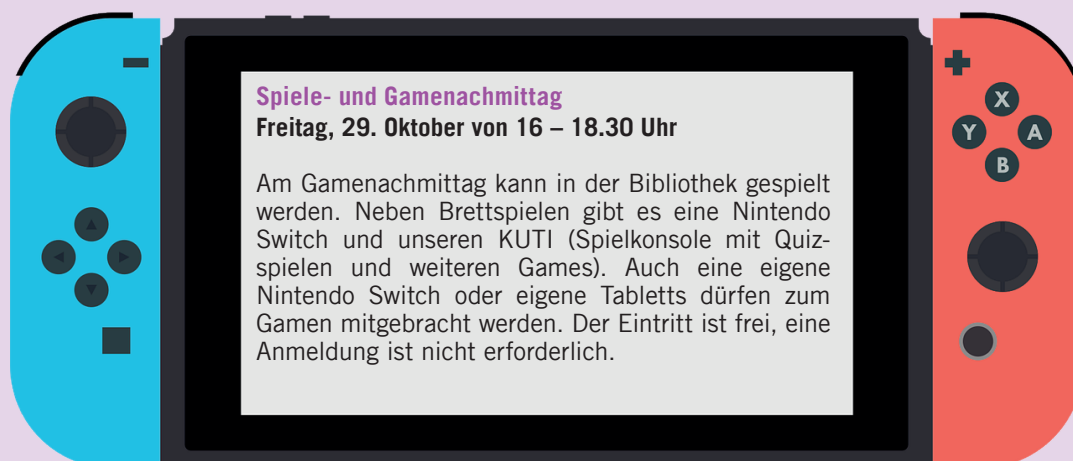 Spiele- und Gamenachmittag
Freitag, 29. Oktober von 16 – 18.30 Uhr
Am Gamenachmittag kann in der Bibliothek gespielt
werden. Neben Brettspielen gibt es eine Nintendo
Switch und unseren KUTI (Spielkonsole mit Quiz-
spielen und weiteren Games). Auch eine eigene
Nintendo Switch oder eigene Tabletts dürfen zum
Gamen mitgebracht werden. Der Eintritt ist frei, eine
Anmeldung ist nicht erforderlich.
X
Y A
B